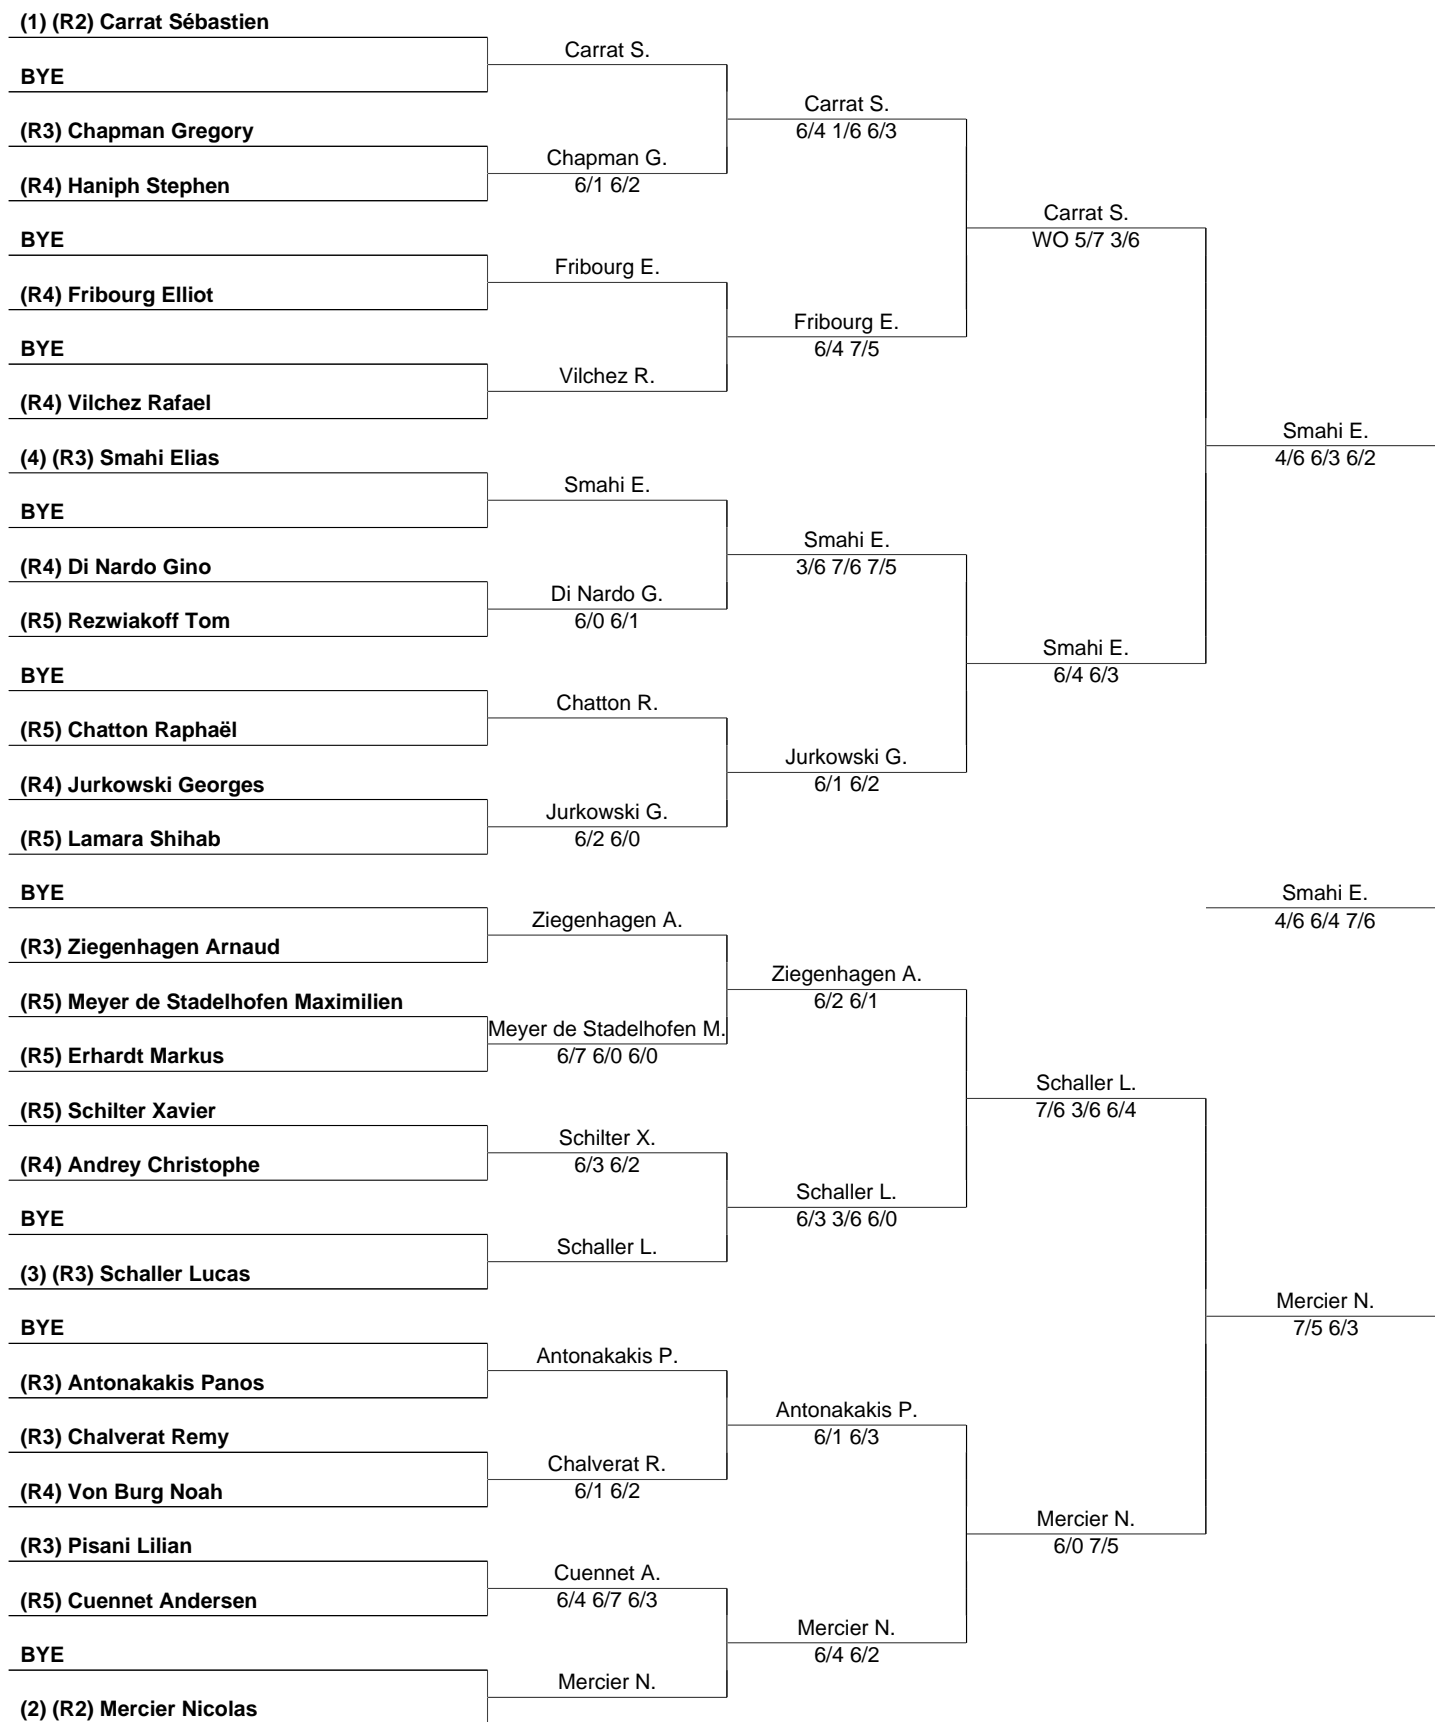 (1) (R2) Carrat Sébastien
BYE
(R3) Chapman Gregory
(R4) Haniph Stephen
BYE
(R4) Fribourg Elliot
BYE
(R4) Vilchez Rafael
(4) (R3) Smahi Elias
BYE
(R4) Di Nardo Gino
(R5) Rezwiakoff Tom
BYE
(R5) Chatton Raphaël
(R4) Jurkowski Georges
(R5) Lamara Shihab
BYE
(R3) Ziegenhagen Arnaud
(R5) Meyer de Stadelhofen Maximilien
(R5) Erhardt Markus
(R5) Schilter Xavier
(R4) Andrey Christophe
BYE
(3) (R3) Schaller Lucas
BYE
(R3) Antonakakis Panos
(R3) Chalverat Remy
(R4) Von Burg Noah
(R3) Pisani Lilian
(R5) Cuennet Andersen
BYE
(2) (R2) Mercier Nicolas
Carrat S.
Chapman G.
6/1 6/2
Fribourg E.
Vilchez R.
Smahi E.
Di Nardo G.
6/0 6/1
Chatton R.
Jurkowski G.
6/2 6/0
Ziegenhagen A.
Meyer de Stadelhofen M.
6/7 6/0 6/0
Schilter X.
6/3 6/2
Schaller L.
Antonakakis P.
Chalverat R.
6/1 6/2
Cuennet A.
6/4 6/7 6/3
Mercier N.
Carrat S.
6/4 1/6 6/3
Fribourg E.
6/4 7/5
Smahi E.
3/6 7/6 7/5
Jurkowski G.
6/1 6/2
Ziegenhagen A.
6/2 6/1
Schaller L.
6/3 3/6 6/0
Antonakakis P.
6/1 6/3
Mercier N.
6/4 6/2
Carrat S.
WO 5/7 3/6
Smahi E.
6/4 6/3
Schaller L.
7/6 3/6 6/4
Mercier N.
6/0 7/5
Smahi E.
4/6 6/3 6/2
Smahi E.
4/6 6/4 7/6
Mercier N.
7/5 6/3